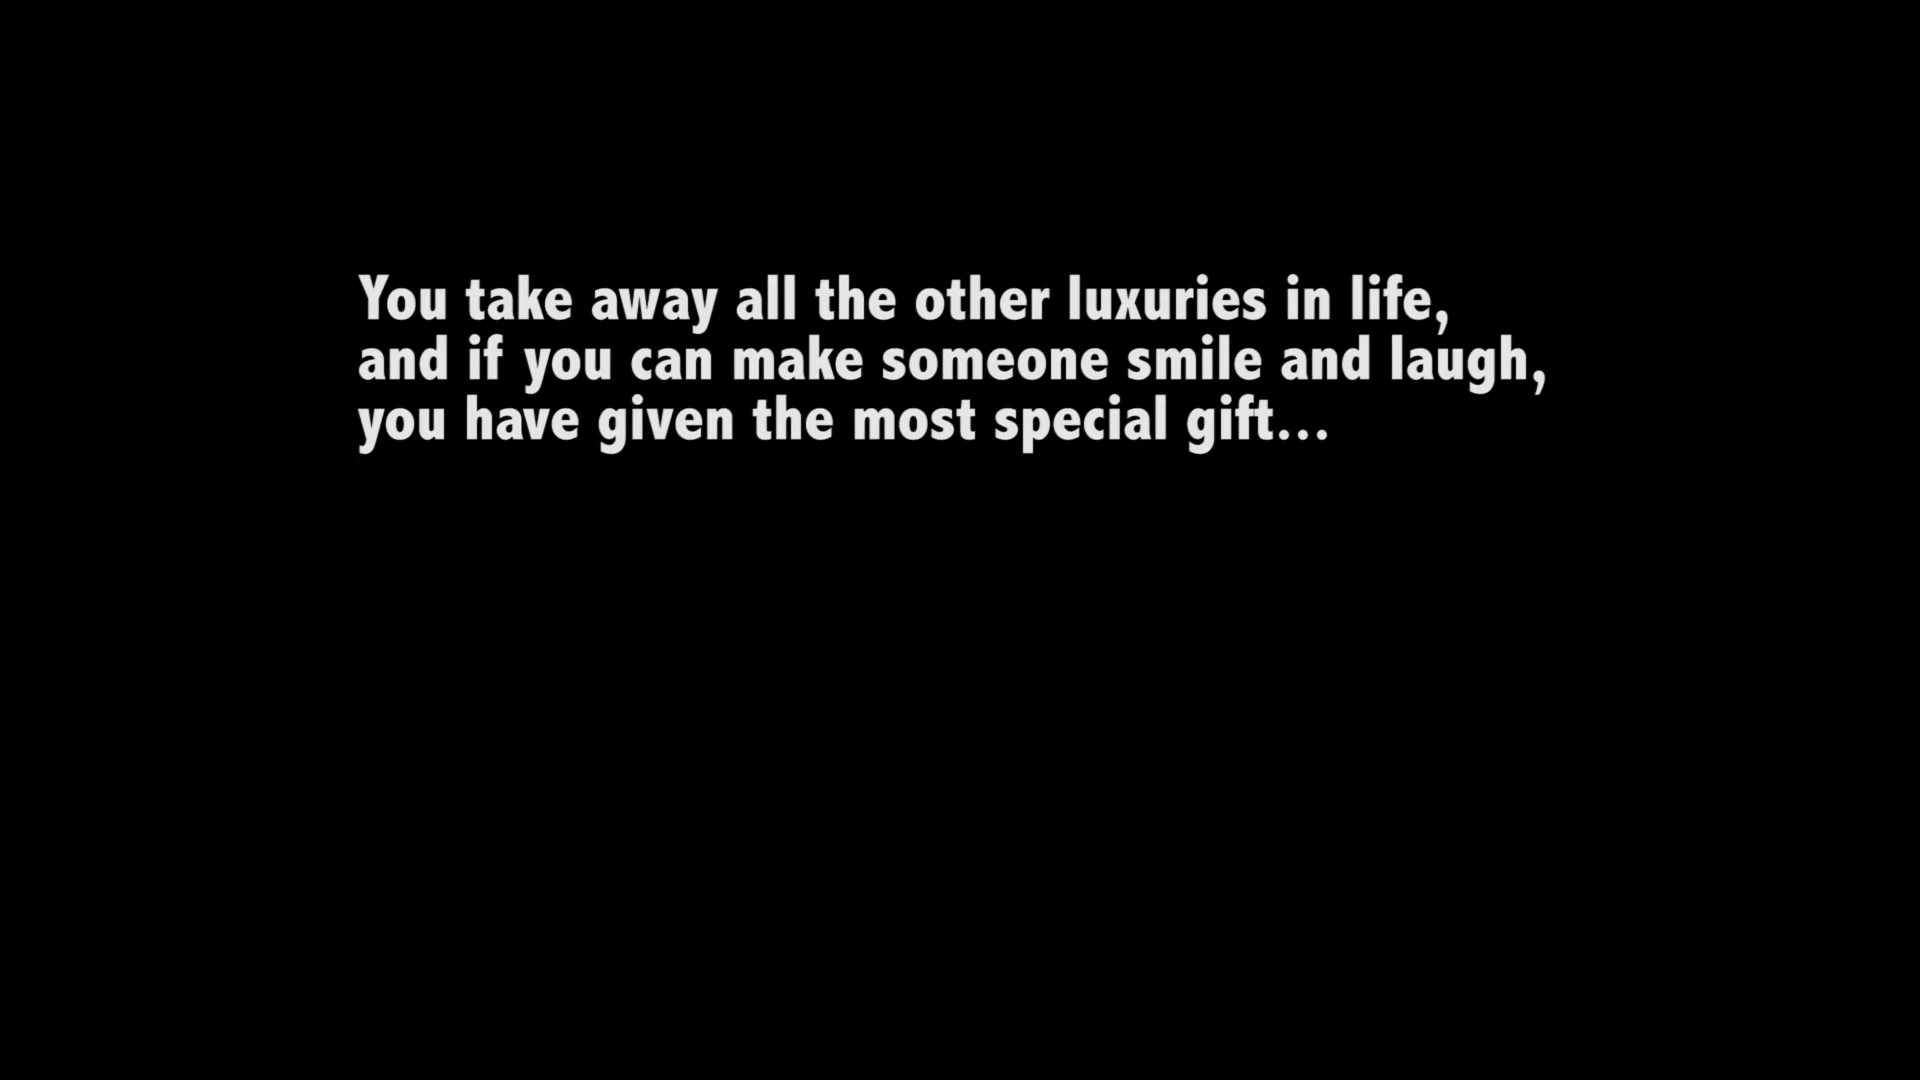 You take away all the other luxuries in life,
and if you can make someone smile and laugh,
you have given the most special gift...